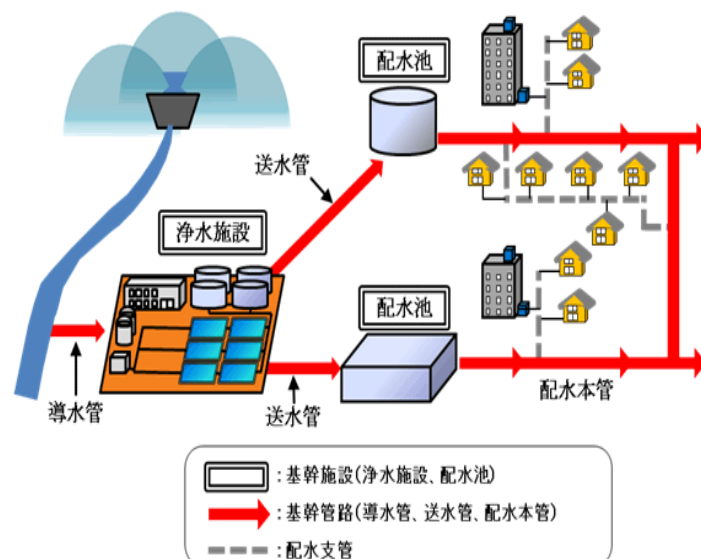 配水池
送水管
浄水施設
配水池
導水管
送水管
配水本管
:基幹施設(浄水施設、配水池)
:基幹管路(導水管、送水管、配水本管)
:配水支管